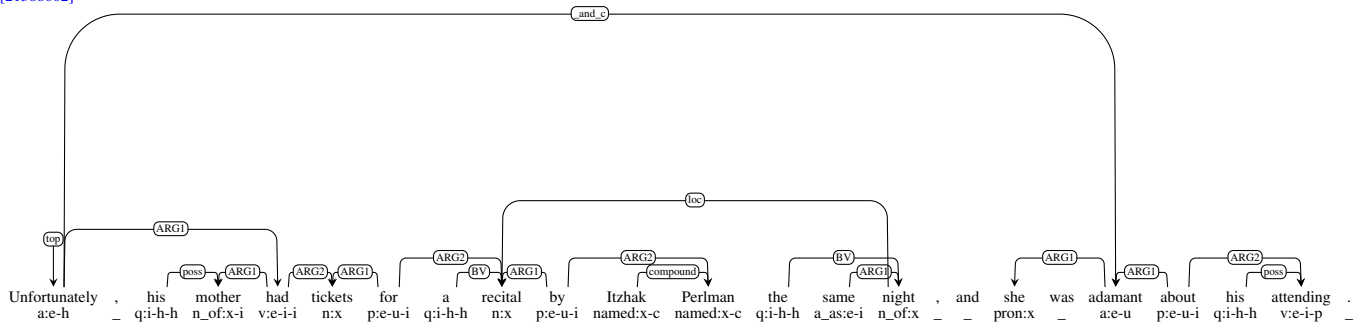 _and_c
loc
top ARG1 ARG2 ARG2 BV ARG1 ARG2
poss ARG1 ARG2 ARG1 BV ARG1 compound ARG1 ARG1 poss
Unfortunately , his mother had tickets for a recital by Itzhak Perlman the same night , and she was adamant about his attending .
a:e-h _ q:i-h-h n_of:x-i v:e-i-i n:x p:e-u-i q:i-h-h n:x p:e-u-i named:x-c named:x-c q:i-h-h a_as:e-i n_of:x _ _ pron:x _ a:e-u p:e-u-i q:i-h-h v:e-i-p _